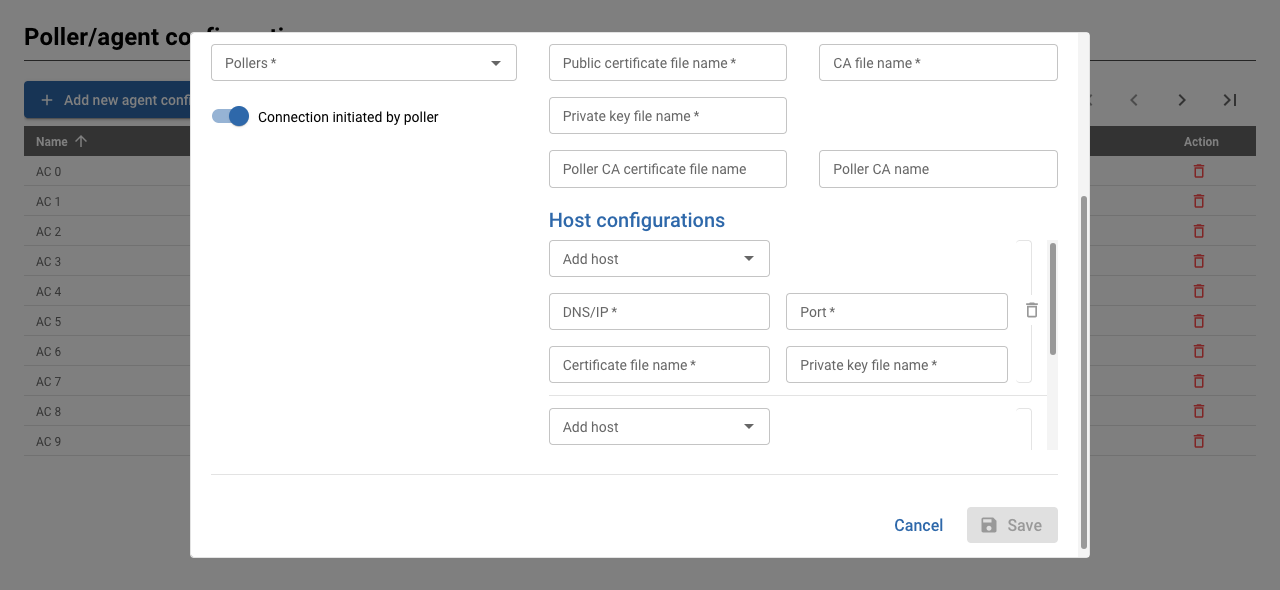 Poller/agent co
Add new agent confi
Name
Action
AC 0
AC 1
AC 2
AC 3
AC 4
AC 5
AC 6
AC 7
AC 8
AC 9
Pollers *
Connection initiated by poller
Public certificate file name *
CA file name *
Private key file name *
Poller CA certificate file name
Poller CA name
Host configurations
Add host
DNS/IP *
Port *
Certificate file name *
Private key file name *
Add host
Cancel
Save